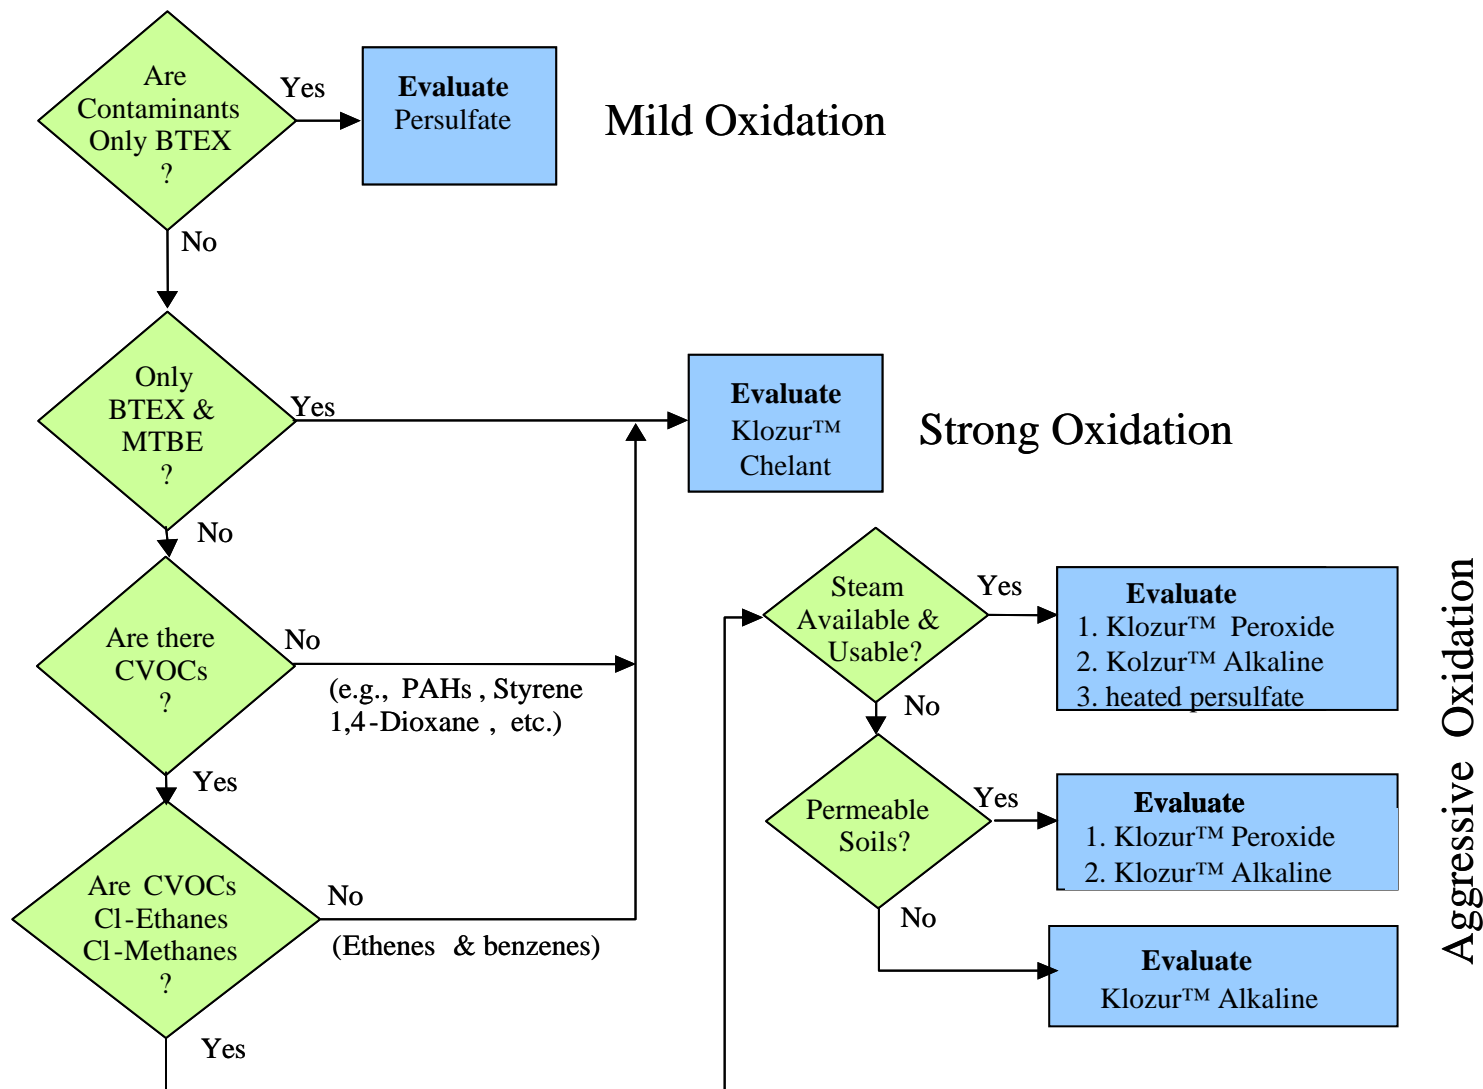 Are
Contaminants
Only BTEX
?
Yes
Evaluate
Persulfate
Mild Oxidation
No
Only
BTEX &
MTBE
?
Yes
Evaluate
Klozur™
Chelant
Strong Oxidation
No
Are there
CVOCs
?
No
(e.g., PAHs , Styrene
1,4-Dioxane , etc.)
Yes
Are CVOCs
Cl-Ethanes
Cl-Methanes
?
No
(Ethenes & benzenes)
Yes
Steam
Available &
Usable?
Yes
Evaluate
1. Klozur™ Peroxide
2. Kolzur™ Alkaline
3. heated persulfate
No
Permeable
Soils?
Yes
Evaluate
1. Klozur™ Peroxide
2. Klozur™ Alkaline
No
Evaluate
Klozur™ Alkaline
Aggressive Oxidation